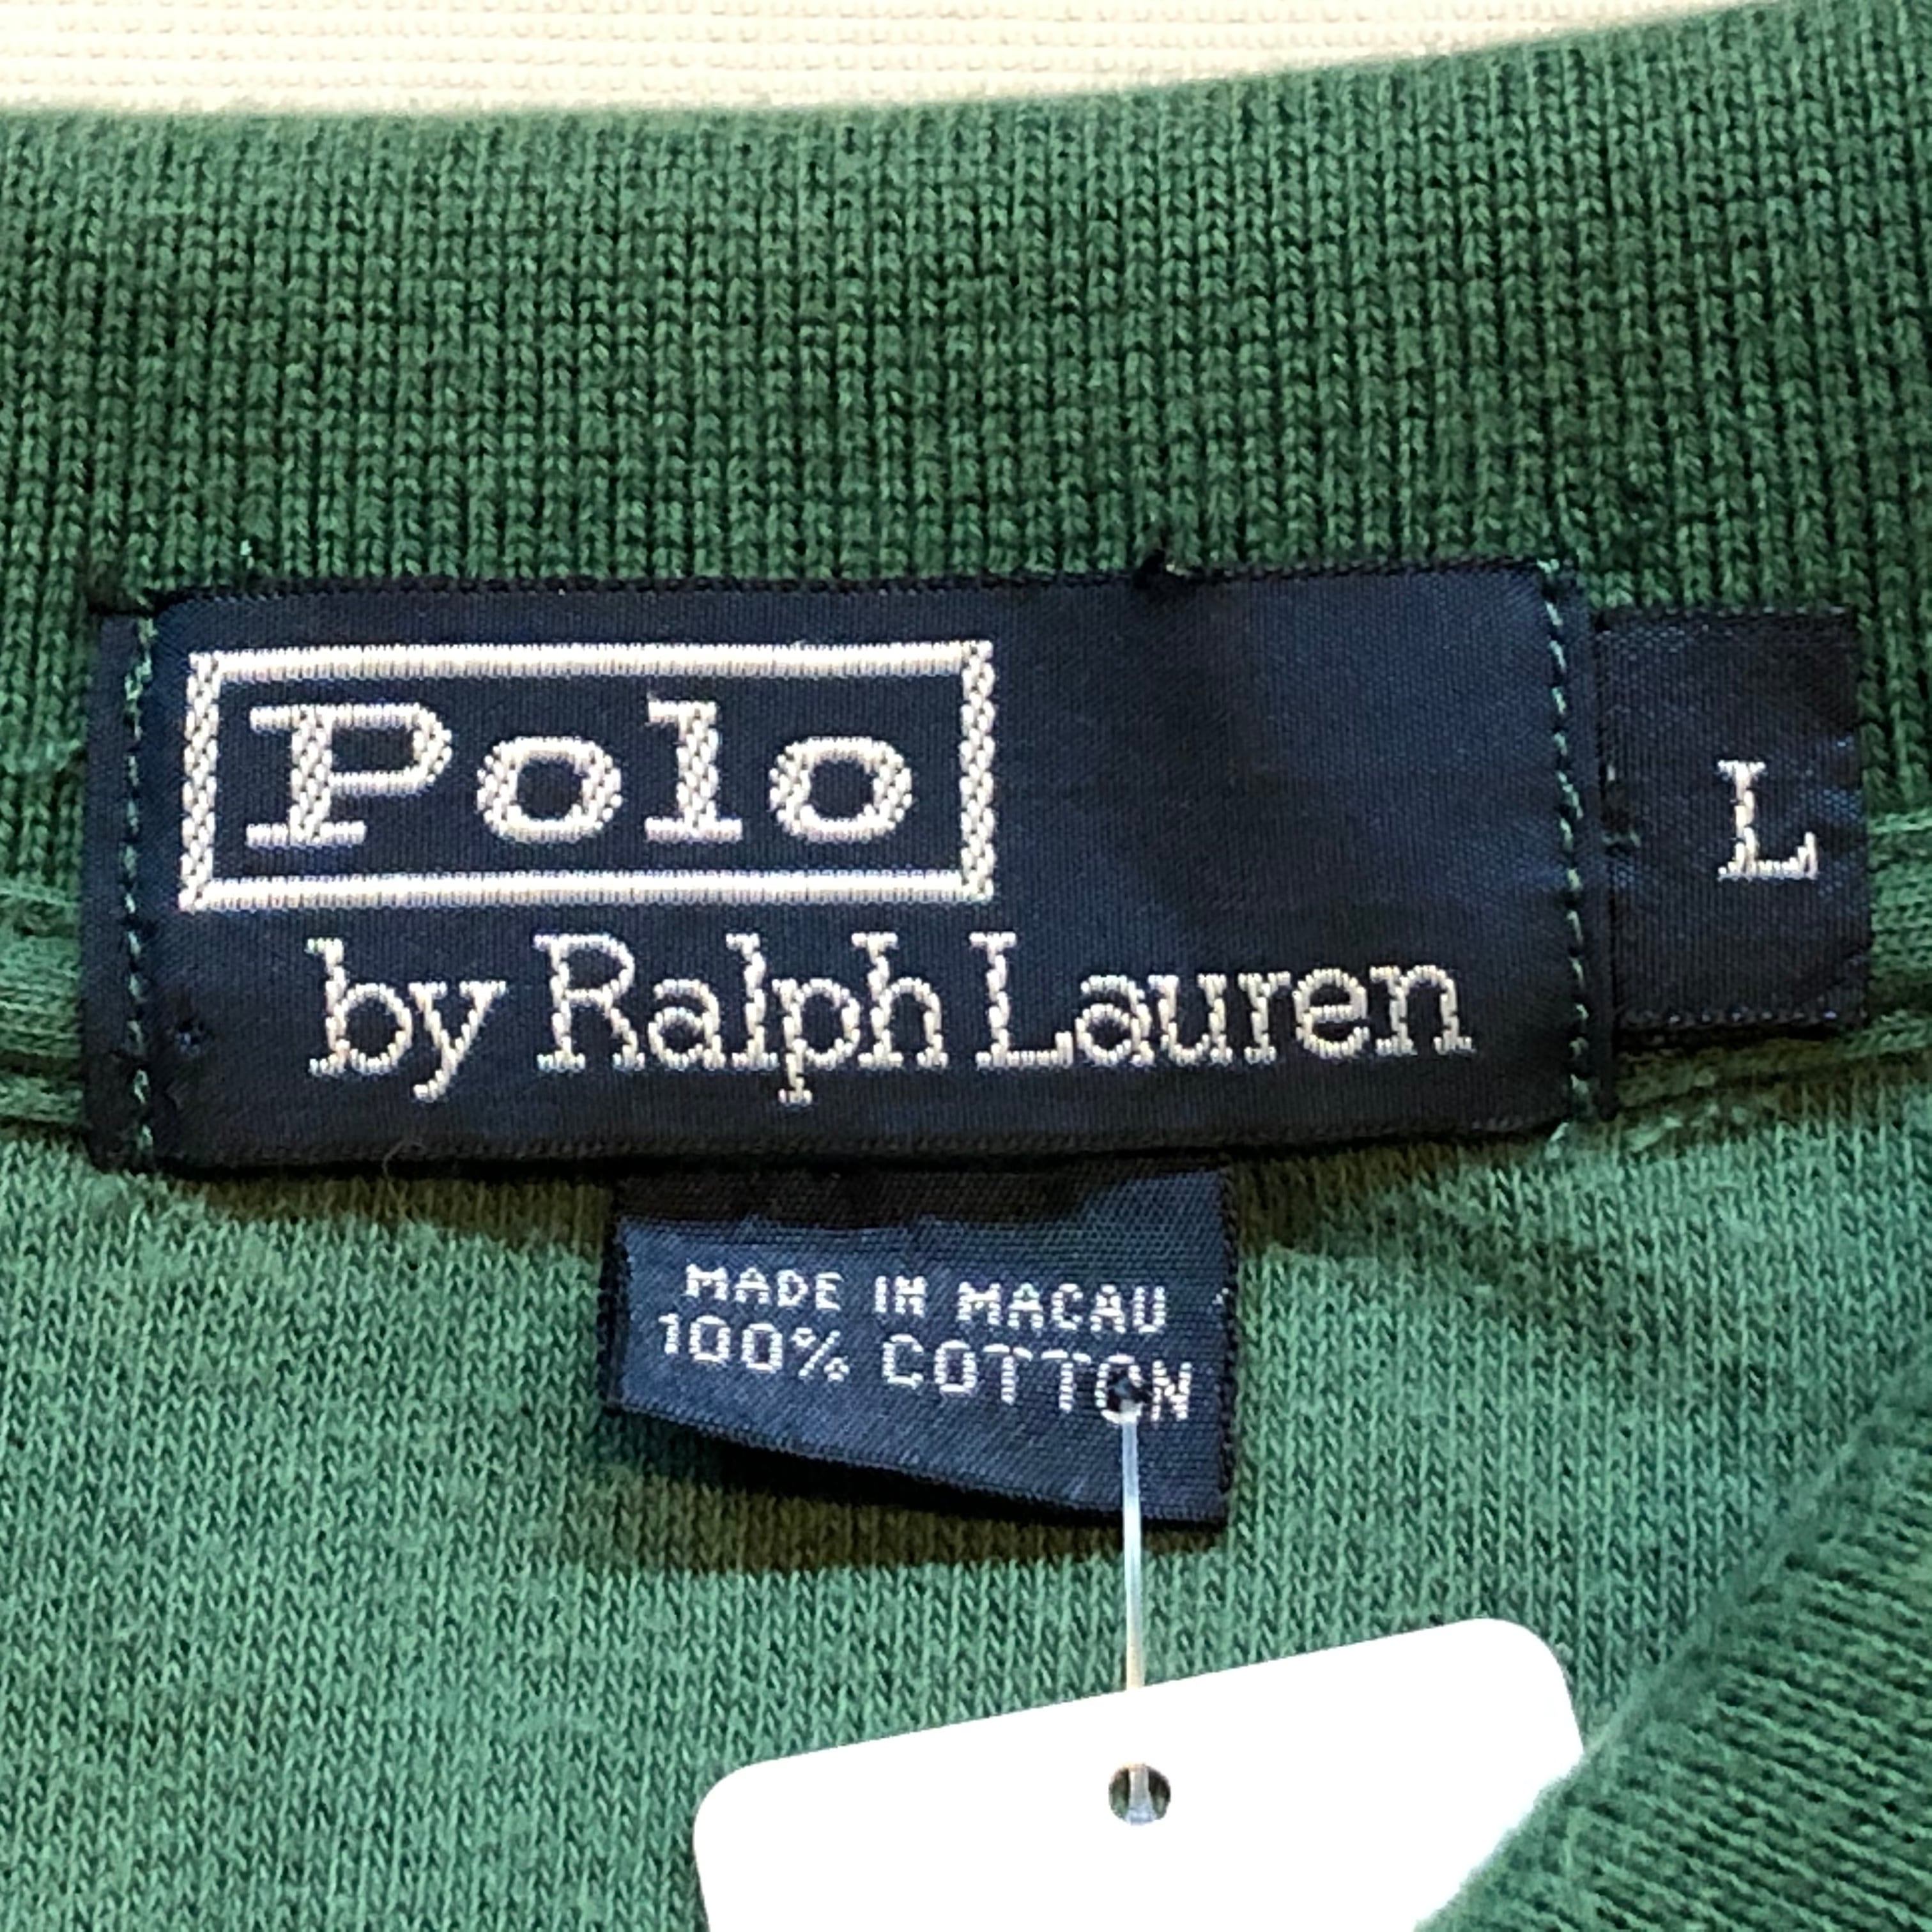 Polo
by Ralph Lauren
L
MADE IN MACAU
100% COTTON